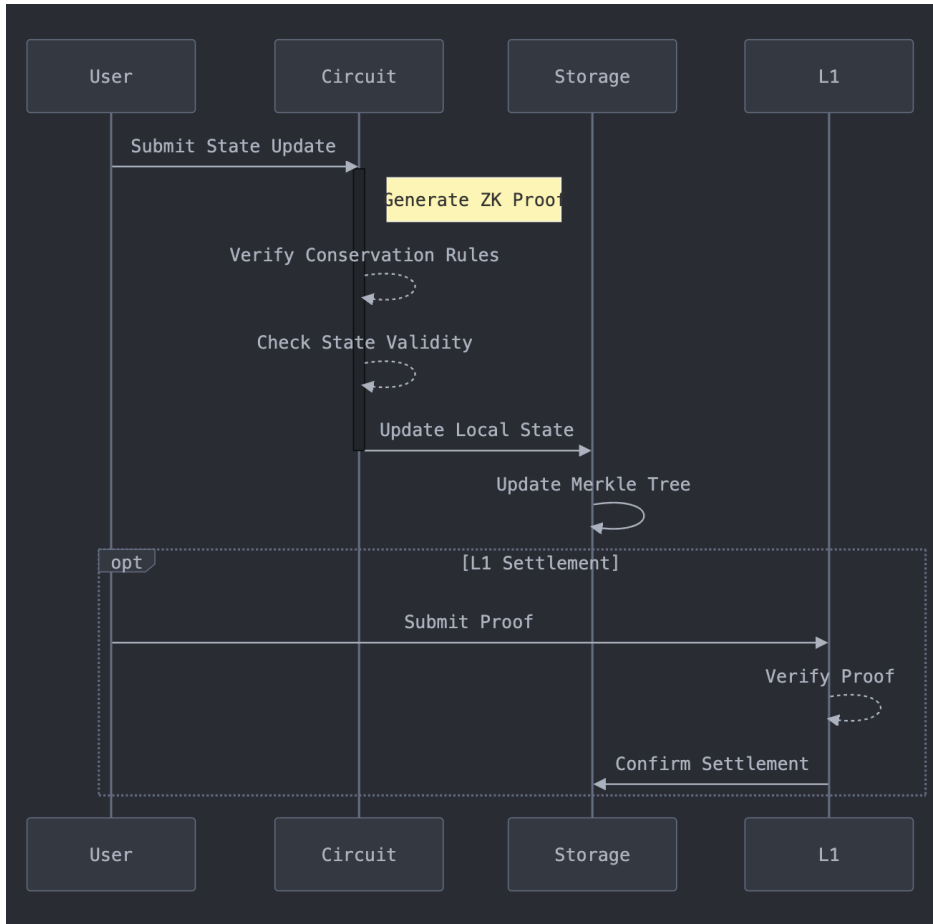 User
Circuit
Storage
L1
Submit State Update
Generate ZK Proof
Verify Conservation Rules
Check State Validity
Update Local State
Update Merkle Tree
opt
[L1 Settlement]
Submit Proof
Verify Proof
Confirm Settlement
User
Circuit
Storage
L1